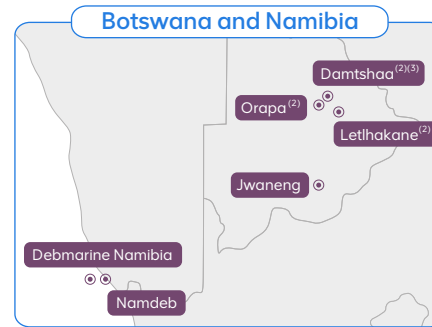 Botswana and Namibia
Damtshaa(2)(3)
Orapa(2)
Letlhakane(2)
Jwaneng
Debmarine Namibia
Namdeb